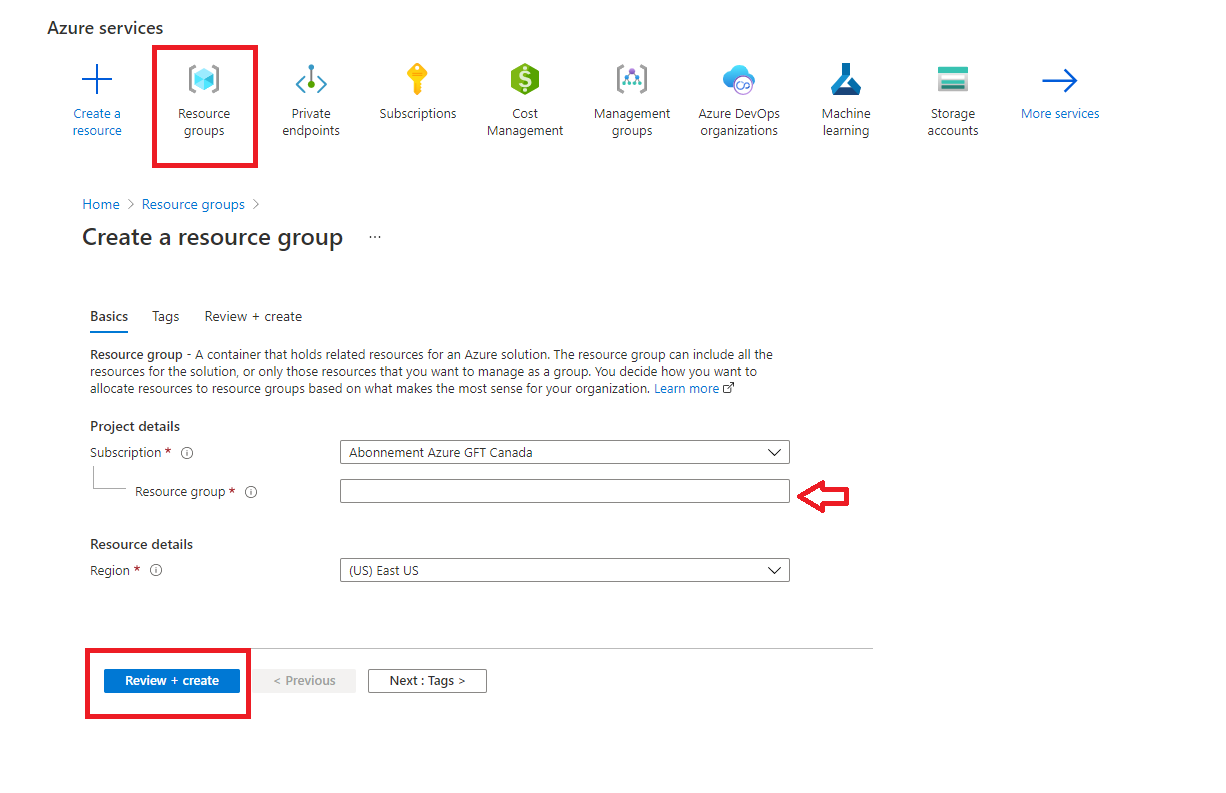 Azure services
Create a resource
Resource groups
Private endpoints
Subscriptions
Cost Management
Management groups
Azure DevOps organizations
Machine learning
Storage accounts
More services
Home > Resource groups >
Create a resource group ...
Basics Tags Review + create
Resource group - A container that holds related resources for an Azure solution. The resource group can include all the
resources for the solution, or only those resources that you want to manage as a group. You decide how you want to
allocate resources to resource groups based on what makes the most sense for your organization. Learn more
Project details
Subscription * Abonnement Azure GFT Canada
Resource group *
Resource details
Region * (US) East US
Review + create < Previous Next : Tags >